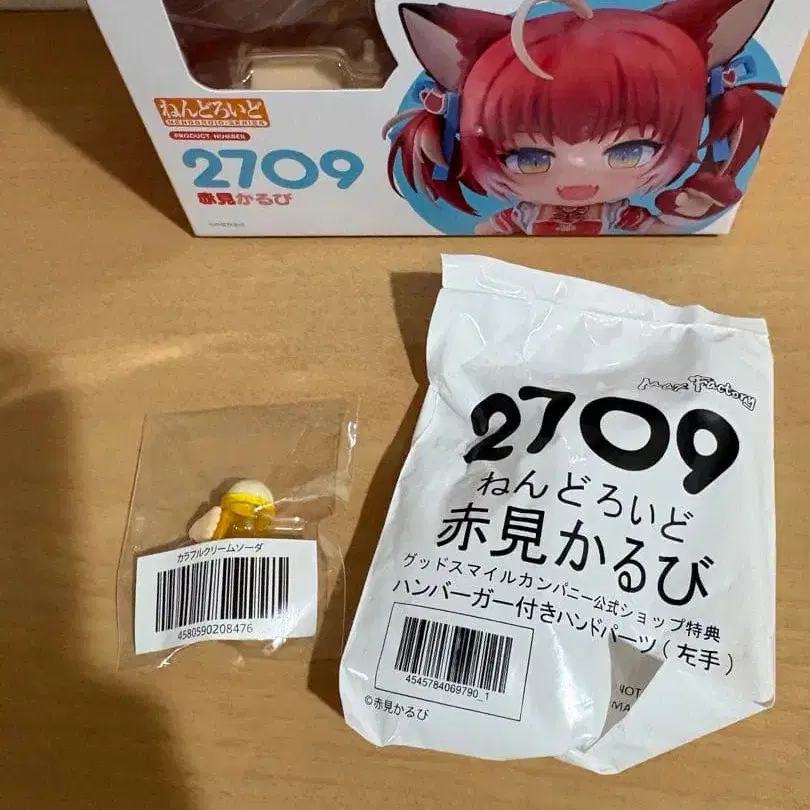 ねんどろいど
NENDOROID·SERIES
PRODUCT NUMBER
2709
赤見かるび
Max Factory
2709
ねんどろいど
赤見かるび
グッドスマイルカンパニー公式ショップ特典
ハンバーガー付きハンドパーツ(左手)
4545784069790_1
©赤見かるび
NOT
MA
カラフルクリームソーダ
4580590208476